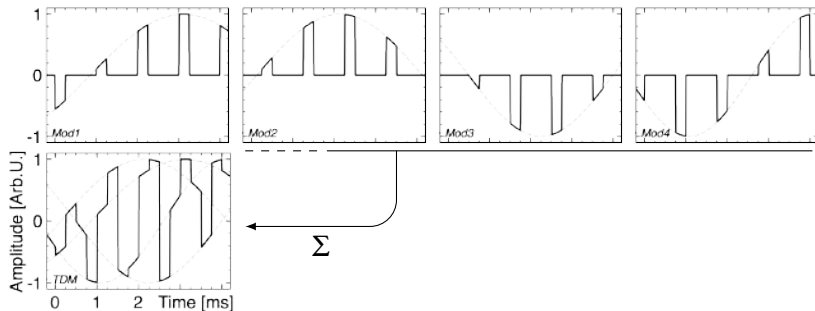 1
0
-1
Mod1
Mod2
Mod3
Mod4
Amplitude [Arb.U.]
1
0
-1
TDM
0 1 2 Time [ms]
Σ